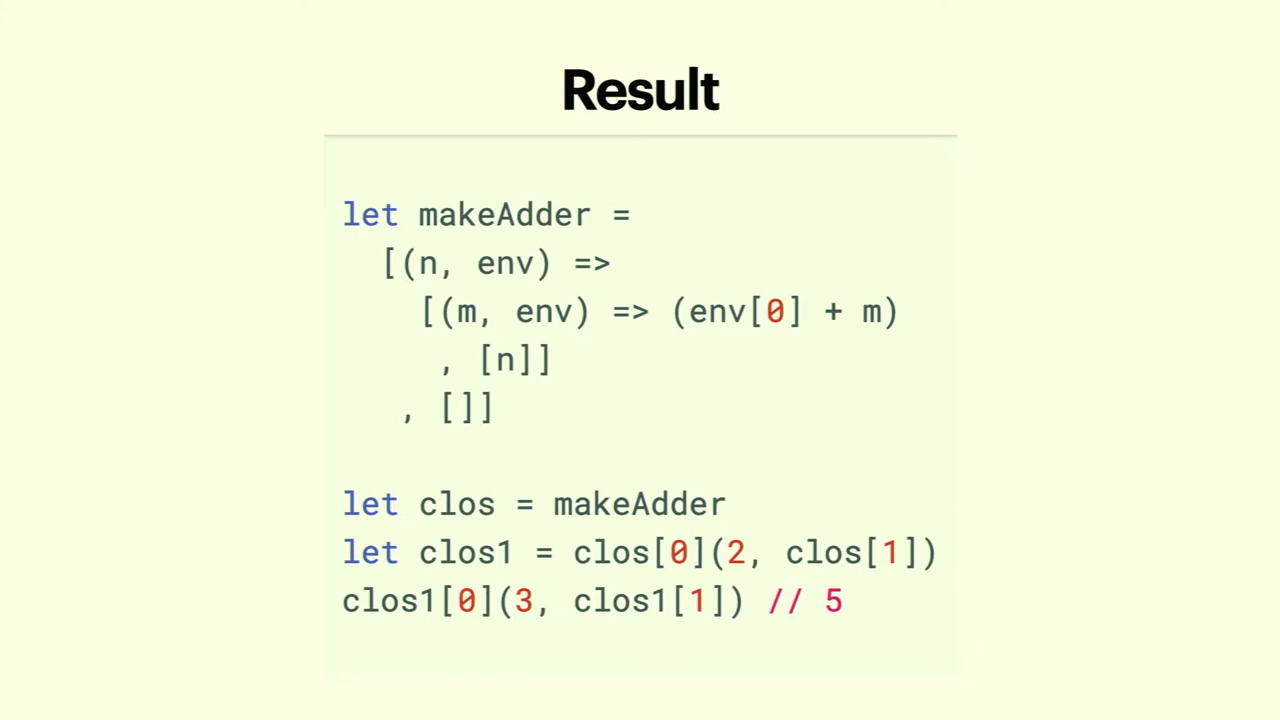 Result
let makeAdder =
[(n, env) =>
[(m, env) => (env[0] + m)
, [n]]
, []]
let clos = makeAdder
let clos1 = clos[0](2, clos[1])
clos1[0](3, clos1[1]) // 5